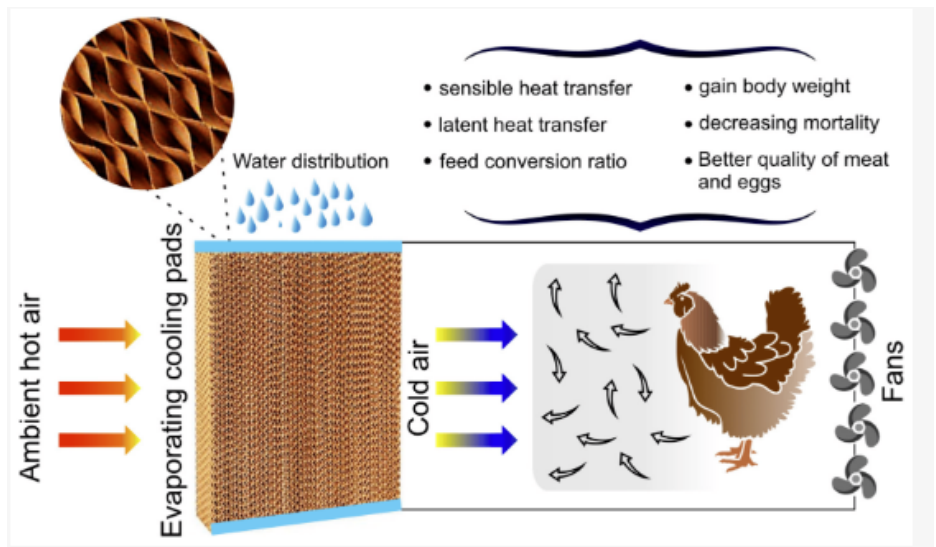 • sensible heat transfer
• latent heat transfer
• feed conversion ratio
• gain body weight
• decreasing mortality
• Better quality of meat
and eggs
Water distribution
Ambient hot air
Evaporating cooling pads
Cold air
Fans